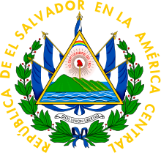 REPÚBLICA DE EL SALVADOR EN LA AMÉRICA CENTRAL